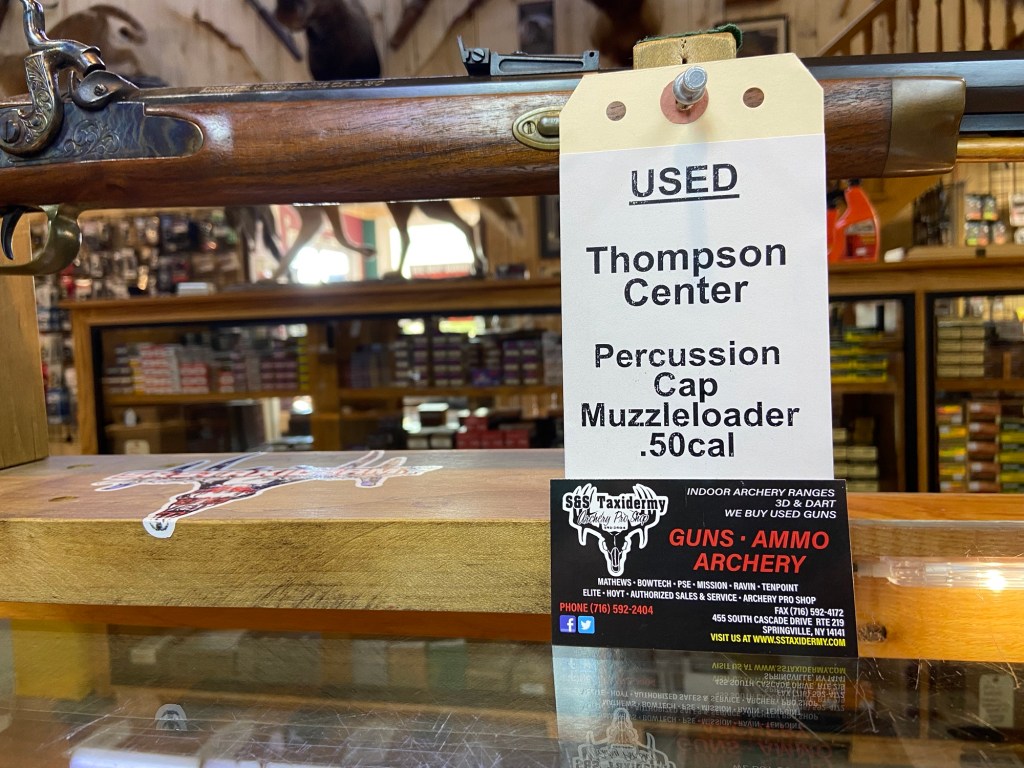 USED
Thompson
Center
Percussion
Cap
Muzzleloader
.50cal
S&S Taxidermy
Archery Pro Shop
INDOOR ARCHERY RANGES
3D & DART
WE BUY USED GUNS
GUNS · AMMO
ARCHERY
MATHEWS • BOWTECH • PSE • MISSION • RAVIN • TENPOINT
ELITE • HOYT • AUTHORIZED SALES & SERVICE • ARCHERY PRO SHOP
PHONE (716) 592-2404
FAX (716) 592-4172
455 SOUTH CASCADE DRIVE RTE 219
SPRINGVILLE, NY 14141
VISIT US AT WWW.SSTAXIDERMY.COM